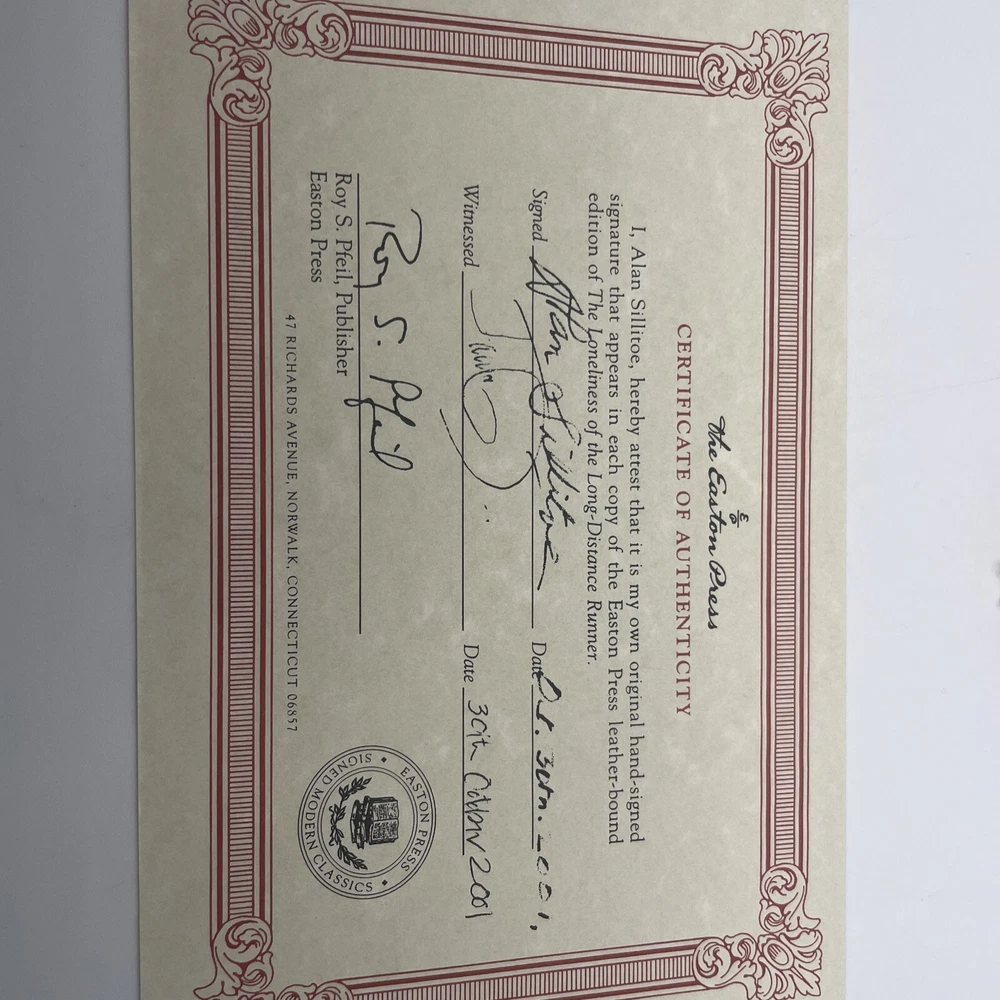 The Easton Press
CERTIFICATE OF AUTHENTICITY
I, Alan Sillitoe, hereby attest that it is my own original hand-signed
signature that appears in each copy of the Easton Press leather-bound
edition of The Loneliness of the Long-Distance Runner.
Signed Alan Sillitoe Date Oct. 30th. 2001.
Witnessed Date 30th October 2001
Roy S. Pfeil
Roy S. Pfeil, Publisher
Easton Press
47 RICHARDS AVENUE, NORWALK, CONNECTICUT 06857
EASTON PRESS
SIGNED MODERN CLASSICS